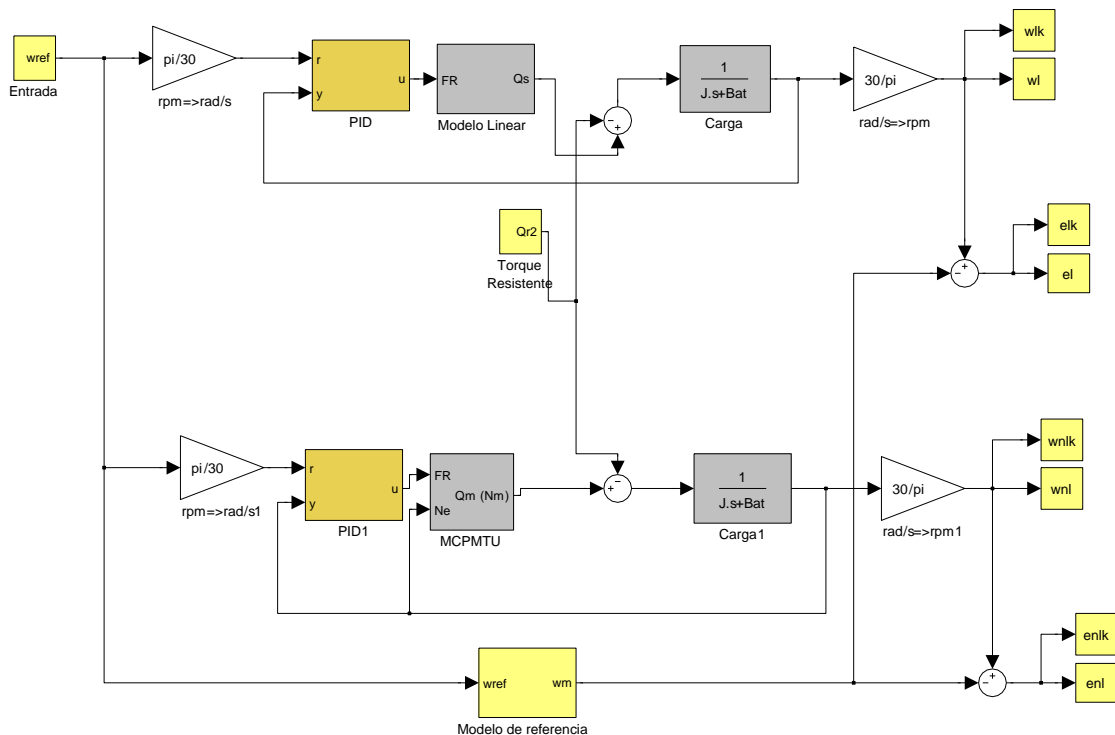 wref
Entrada
pi/30
rpm=>rad/s
r
y
u
PID
FR
Qs
Modelo Linear
−
+
1
J.s+Bat
Carga
30/pi
rad/s=>rpm
wlk
wl
Qr2
Torque
Resistente
+
−
elk
el
pi/30
rpm=>rad/s1
r
y
u
PID1
FR
Ne
Qm (Nm)
MCPMTU
+
−
1
J.s+Bat
Carga1
30/pi
rad/s=>rpm1
wnlk
wnl
wref
wm
Modelo de referencia
+
−
enlk
enl